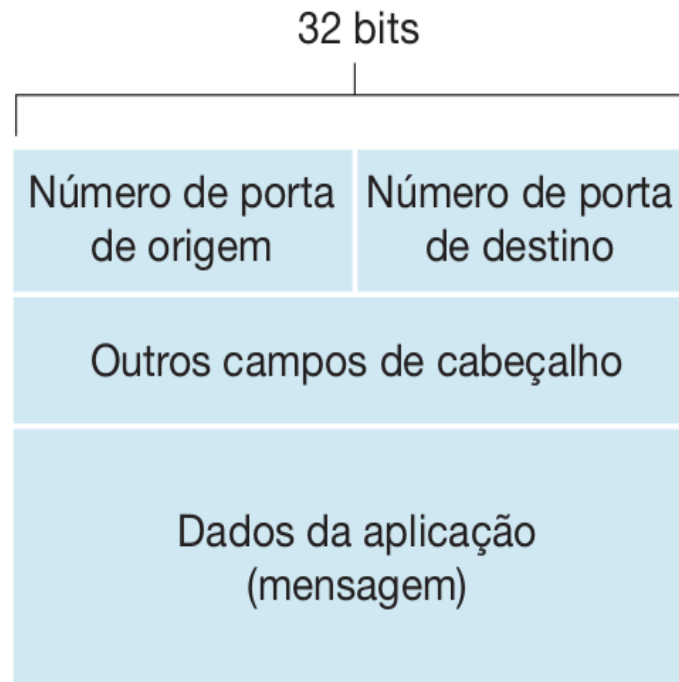 32 bits
Número de porta
de origem
Número de porta
de destino
Outros campos de cabeçalho
Dados da aplicação
(mensagem)